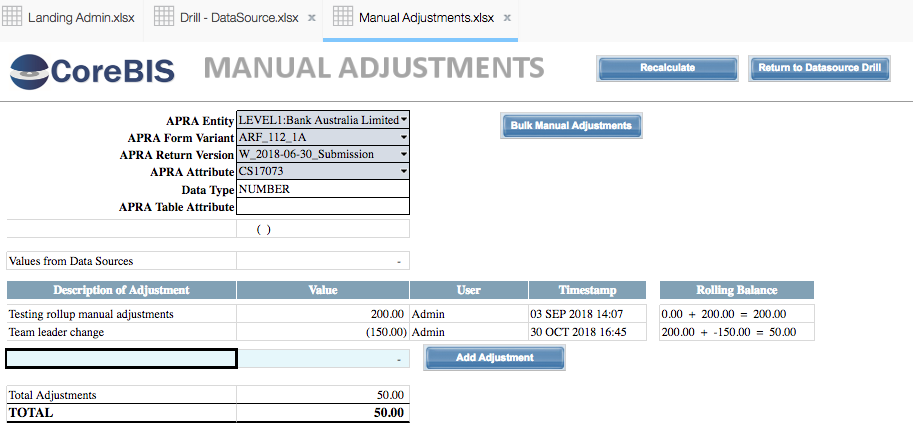 Landing Admin.xlsx Drill - DataSource.xlsx x Manual Adjustments.xlsx x
CoreBIS MANUAL ADJUSTMENTS Recalculate Return to Datasource Drill
APRA Entity LEVEL1:Bank Australia Limited Bulk Manual Adjustments
APRA Form Variant ARF_112_1A
APRA Return Version W_2018-06-30_Submission
APRA Attribute CS17073
Data Type NUMBER
APRA Table Attribute
( )
Values from Data Sources -
Description of Adjustment Value User Timestamp Rolling Balance
Testing rollup manual adjustments 200.00 Admin 03 SEP 2018 14:07 0.00 + 200.00 = 200.00
Team leader change (150.00) Admin 30 OCT 2018 16:45 200.00 + -150.00 = 50.00
- Add Adjustment
Total Adjustments 50.00
TOTAL 50.00